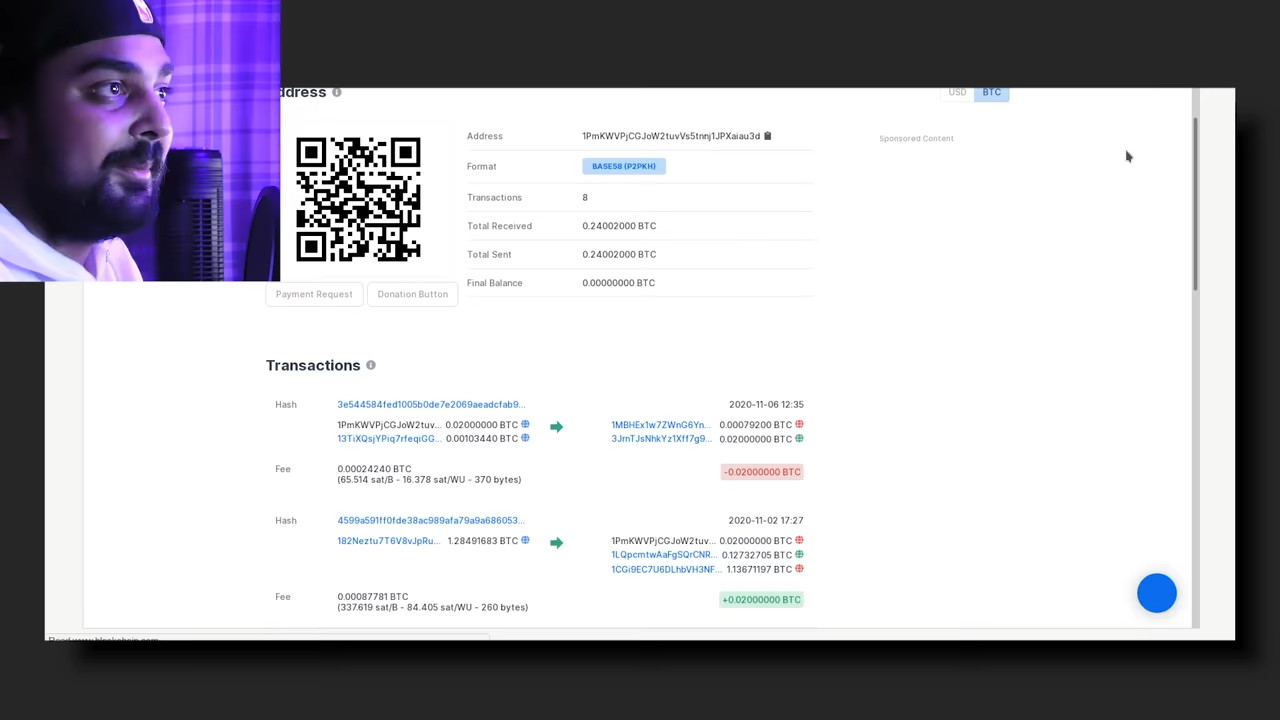 ddress
USD BTC
Address 1PmKWVPjCGJoW2tuvVs5tnnj1JPXaiau3d
Sponsored Content
Format BASE58 (P2PKH)
Transactions 8
Total Received 0.24002000 BTC
Total Sent 0.24002000 BTC
Final Balance 0.00000000 BTC
Payment Request Donation Button
Transactions
Hash 3e544584fed1005b0de7e2069aeadcfab9... 2020-11-06 12:35
1PmKWVPjCGJoW2tuv... 0.02000000 BTC 1MBHEx1w7ZWnG6Yn... 0.00079200 BTC
13TiXQsjYPiq7rfeqiGG... 0.00103440 BTC 3JrnTJsNhkYz1Xff7g9... 0.02000000 BTC
Fee 0.00024240 BTC -0.02000000 BTC
(65.514 sat/B - 16.378 sat/WU - 370 bytes)
Hash 4599a591ff0fde38ac989afa79a9a686053... 2020-11-02 17:27
182Neztu7T6V8vJpRu... 1.28491683 BTC 1PmKWVPjCGJoW2tuv... 0.02000000 BTC
1LQpcmtwAaFgSQrCNR... 0.12732705 BTC
1CGi9EC7U6DLhbVH3NF... 1.13671197 BTC
Fee 0.00087781 BTC +0.02000000 BTC
(337.619 sat/B - 84.405 sat/WU - 260 bytes)
Read www.blockchain.com